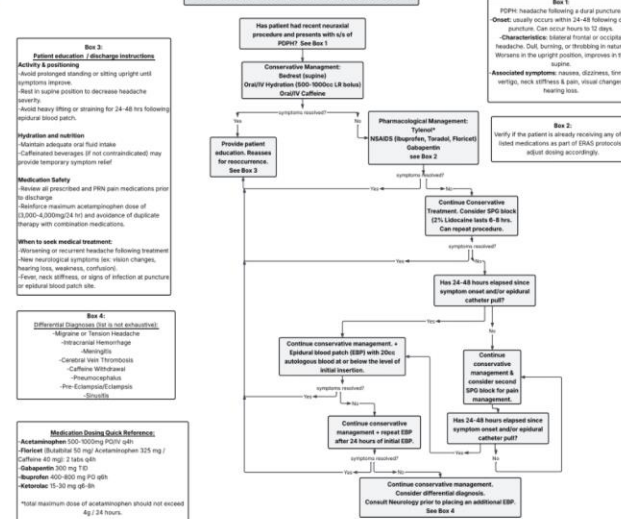 Box 1:
PDPH: headache following a dural puncture
-Onset: usually occurs within 24-48 following
puncture. Can occur hours to 12 days.
-Characteristics: bilateral frontal or
headache. Dull, burning, or throbbing in
Worsens in the upright position, improves in
supine.
-Associated symptoms: nausea, dizziness,
vertigo, neck stiffness & pain, visual
hearing loss.
Has patient had recent neuraxial
procedure and presents with s/s of
PDPH? See Box 1
Conservative Managment:
Bedrest (supine)
Oral/IV Hydration (500-1000cc LR bolus)
Oral/IV Caffeine
symptoms resolved?
Yes
No
Provide patient
education. Reasses
for reoccurrence.
See Box 3
Pharmacological Management:
Tylenol*
NSAIDS (Ibuprofen, Toradol, Floricet)
Gabapentin
see Box 2
Box 2:
Verify if the patient is already receiving any of
listed medications as part of ERAS
adjust dosing accordingly.
symptoms resolved?
Yes
No
Continue Conservative
Treatment. Consider SPG block
(2% Lidocaine lasts 6-8 hrs.
Can repeat procedure.
symptoms resolved?
Yes
No
Has 24-48 hours elapsed since
symptom onset and/or epidural
catheter pull?
Yes
No
Continue conservative management. +
Epidural blood patch (EBP) with 20cc
autologous blood at or below the level of
initial insertion.
symptoms resolved?
Yes
No
Continue
conservative
management &
consider second
SPG block for pain
management.
Has 24-48 hours elapsed since
symptom onset and/or epidural
catheter pull?
Yes
No
Continue conservative
management + repeat EBP
after 24 hours of initial EBP.
symptoms resolved?
Yes
No
Continue conservative management.
Consider differential diagnosis.
Consult Neurology prior to placing an additional EBP.
See Box 4
Box 3:
Patient education / discharge instructions
Activity & positioning
-Avoid prolonged standing or sitting upright until
symptoms improve.
-Rest in supine position to decrease headache
severity.
-Avoid heavy lifting or straining for 24-48 hrs following
epidural blood patch.
Hydration and nutrition
-Maintain adequate oral fluid intake
-Caffeinated beverages (if not contraindicated) may
provide temporary symptom relief
Medication Safety
-Review all prescribed and PRN pain medications prior
to discharge
-Reinforce maximum acetampinophen dose of
(3,000-4,000mg/24 hr) and avoidance of duplicate
therapy with combination medications.
When to seek medical treatment:
-Worsening or recurrent headache following treatment
-New neurological symptoms (ex: vision changes,
hearing loss, weakness, confusion).
-Fever, neck stiffness, or signs of infection at puncture
or epidural blood patch site.
Box 4:
Differential Diagnoses (list is not exhaustive):
-Migraine or Tension Headache
-Intracranial Hemorrhage
-Meningitis
-Cerebral Vein Thrombosis
-Caffeine Withdrawal
-Pneumocephalus
-Pre-Eclampsia/Eclampsia
-Sinusitis
Medication Dosing Quick Reference:
-Acetaminophen 500-1000mg PO/IV q4h
-Floricet (Butalbital 50 mg/ Acetaminophen 325 mg /
Caffeine 40 mg): 2 tabs q4h
-Gabapentin 300 mg TID
-Ibuprofen 400-800 mg PO q6h
-Ketorolac 15-30 mg q6-8h
*total maximum dose of acetaminophen should not exceed
4g / 24 hours.